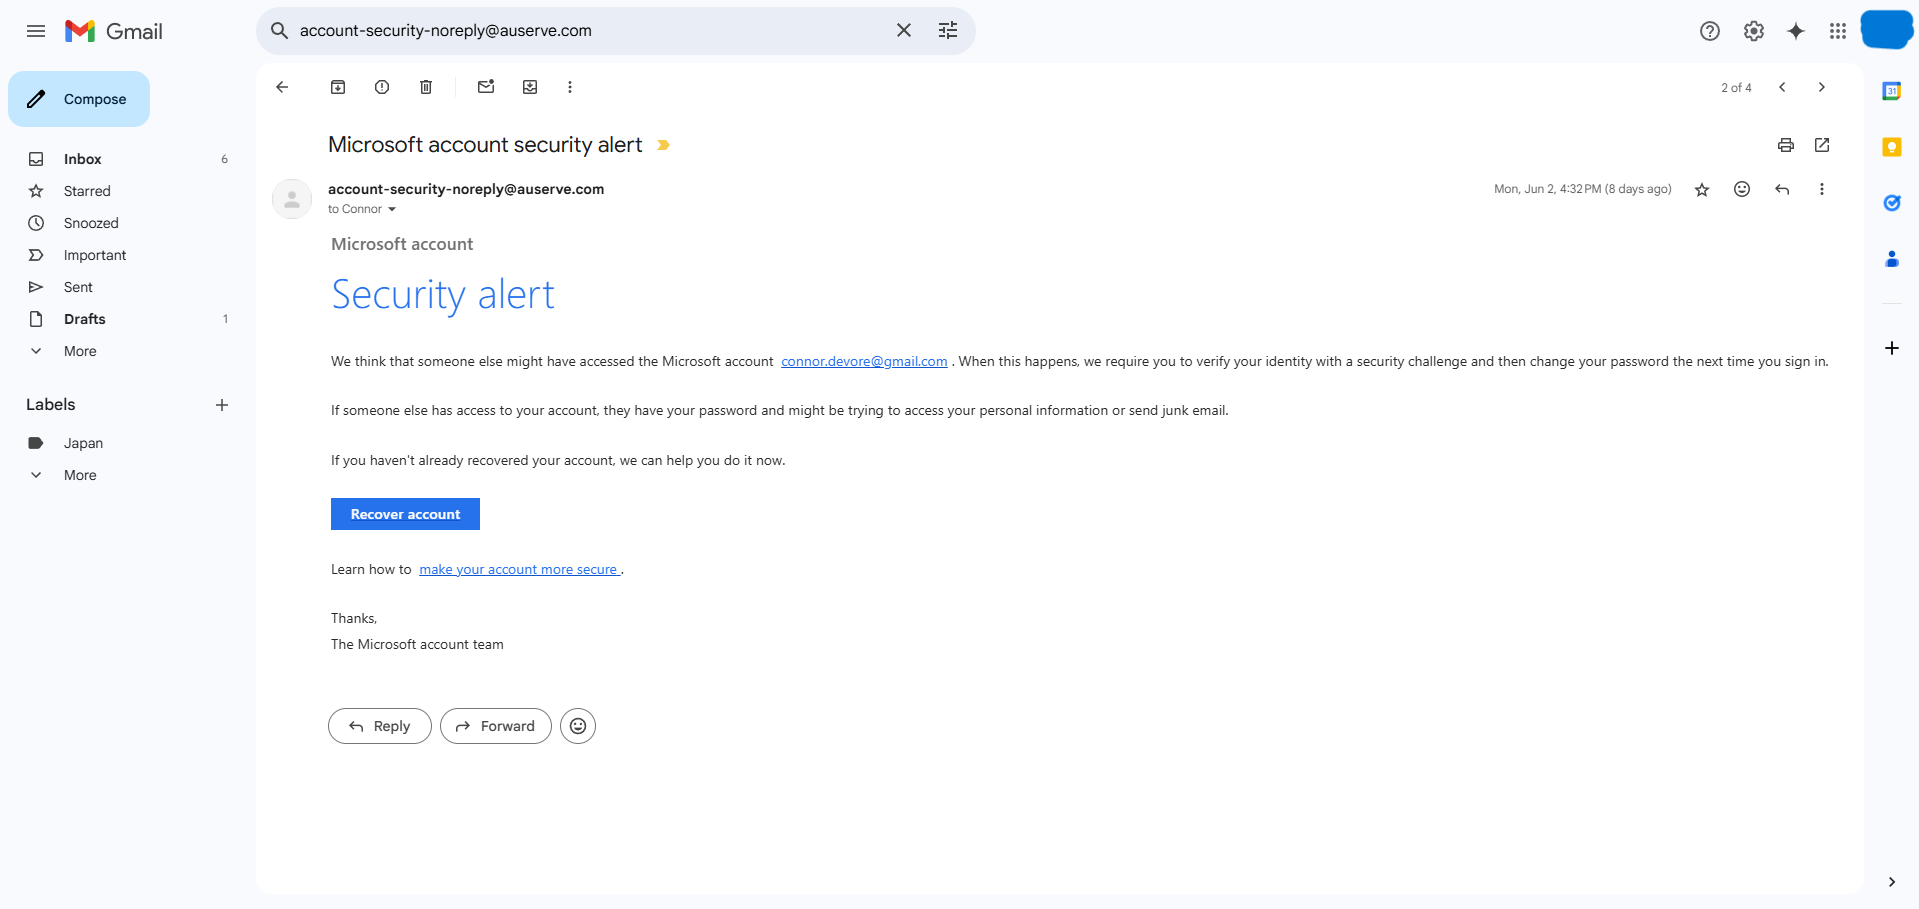 Gmail
account-security-noreply@auserve.com
Compose
Inbox 6
Starred
Snoozed
Important
Sent
Drafts 1
More
Labels
Japan
More
2 of 4
Microsoft account security alert
account-security-noreply@auserve.com
Mon, Jun 2, 4:32 PM (8 days ago)
to Connor
Microsoft account
Security alert
We think that someone else might have accessed the Microsoft account connor.devore@gmail.com . When this happens, we require you to verify your identity with a security challenge and then change your password the next time you sign in.
If someone else has access to your account, they have your password and might be trying to access your personal information or send junk email.
If you haven't already recovered your account, we can help you do it now.
Recover account
Learn how to make your account more secure .
Thanks,
The Microsoft account team
Reply
Forward
31